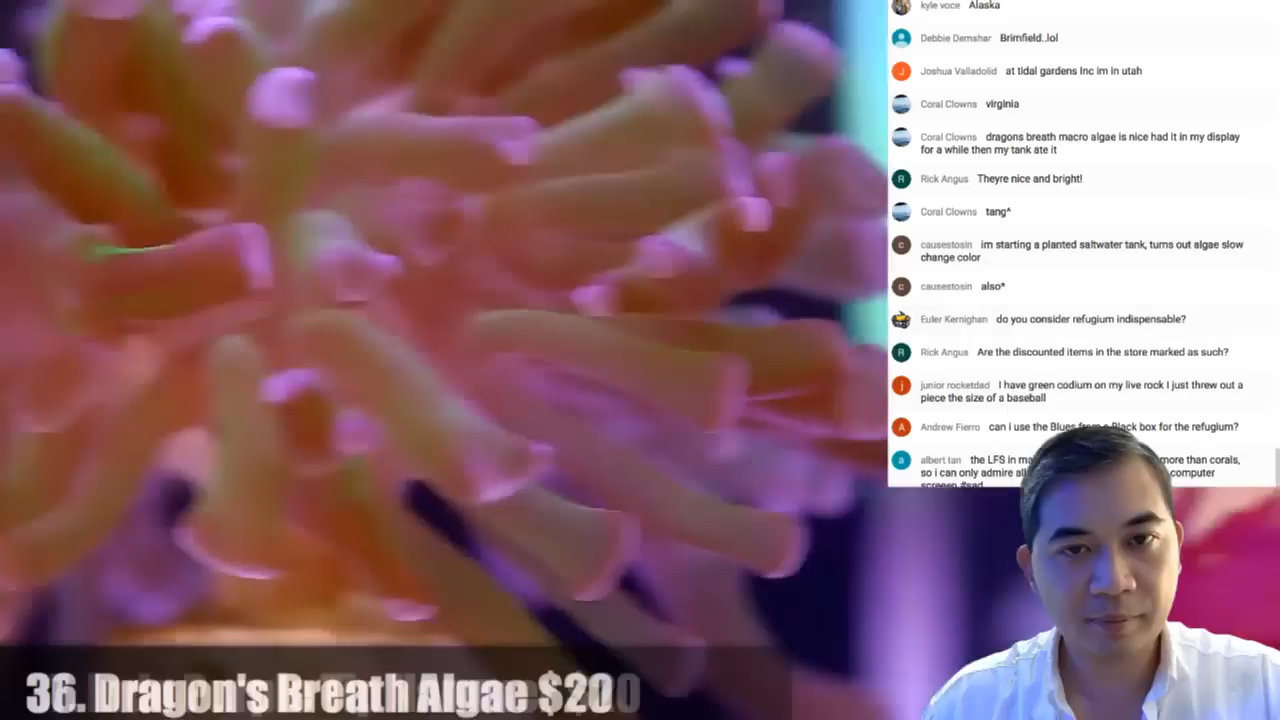 kyle voce Alaska
Debbie Demshar Brimfield..lol
J Joshua Valladolid at tidal gardens Inc im in utah
Coral Clowns virginia
Coral Clowns dragons breath macro algae is nice had it in my display
for a while then my tank ate it
R Rick Angus Theyre nice and bright!
Coral Clowns tang^
c causestosin im starting a planted saltwater tank, turns out algae slow
change color
c causestosin also*
Euler Kernighan do you consider refugium indispensable?
R Rick Angus Are the discounted items in the store marked as such?
j junior rocketdad I have green codium on my live rock I just threw out a
piece the size of a baseball
A Andrew Fierro can i use the Blues from a Black box for the refugium?
a albert tan the LFS in more than corals,
so i can only admire computer
screen #sad
36. Dragon's Breath Algae $20